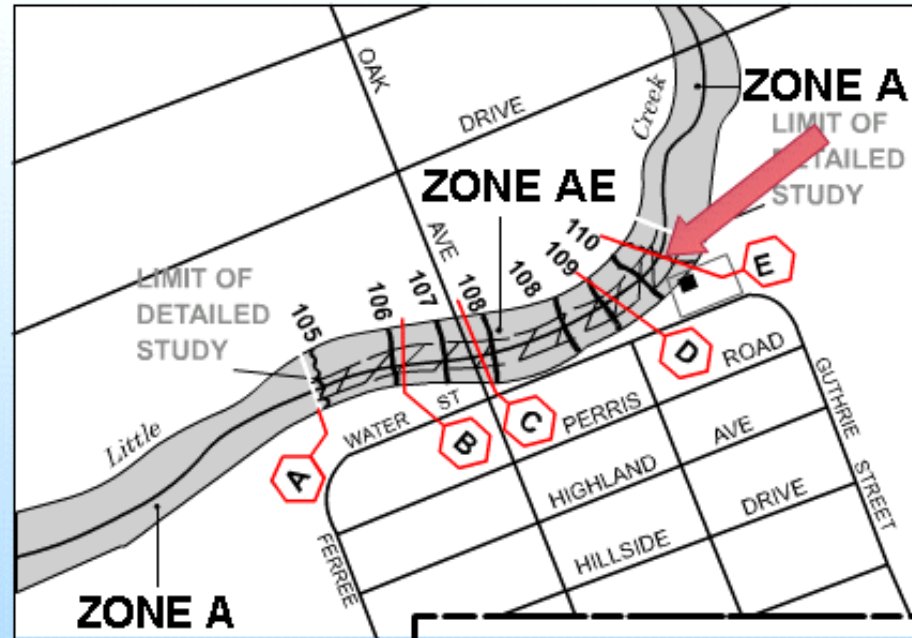 OAK
AVE
DRIVE
Creek
ZONE A
LIMIT OF
DETAILED
STUDY
ZONE AE
LIMIT OF
DETAILED
STUDY
105
106
107
108
108
109
110
A
B
C
D
E
Little
ZONE A
WATER ST
PERRIS ROAD
HIGHLAND AVE
HILLSIDE DRIVE
FERREE
GUTHRIE STREET